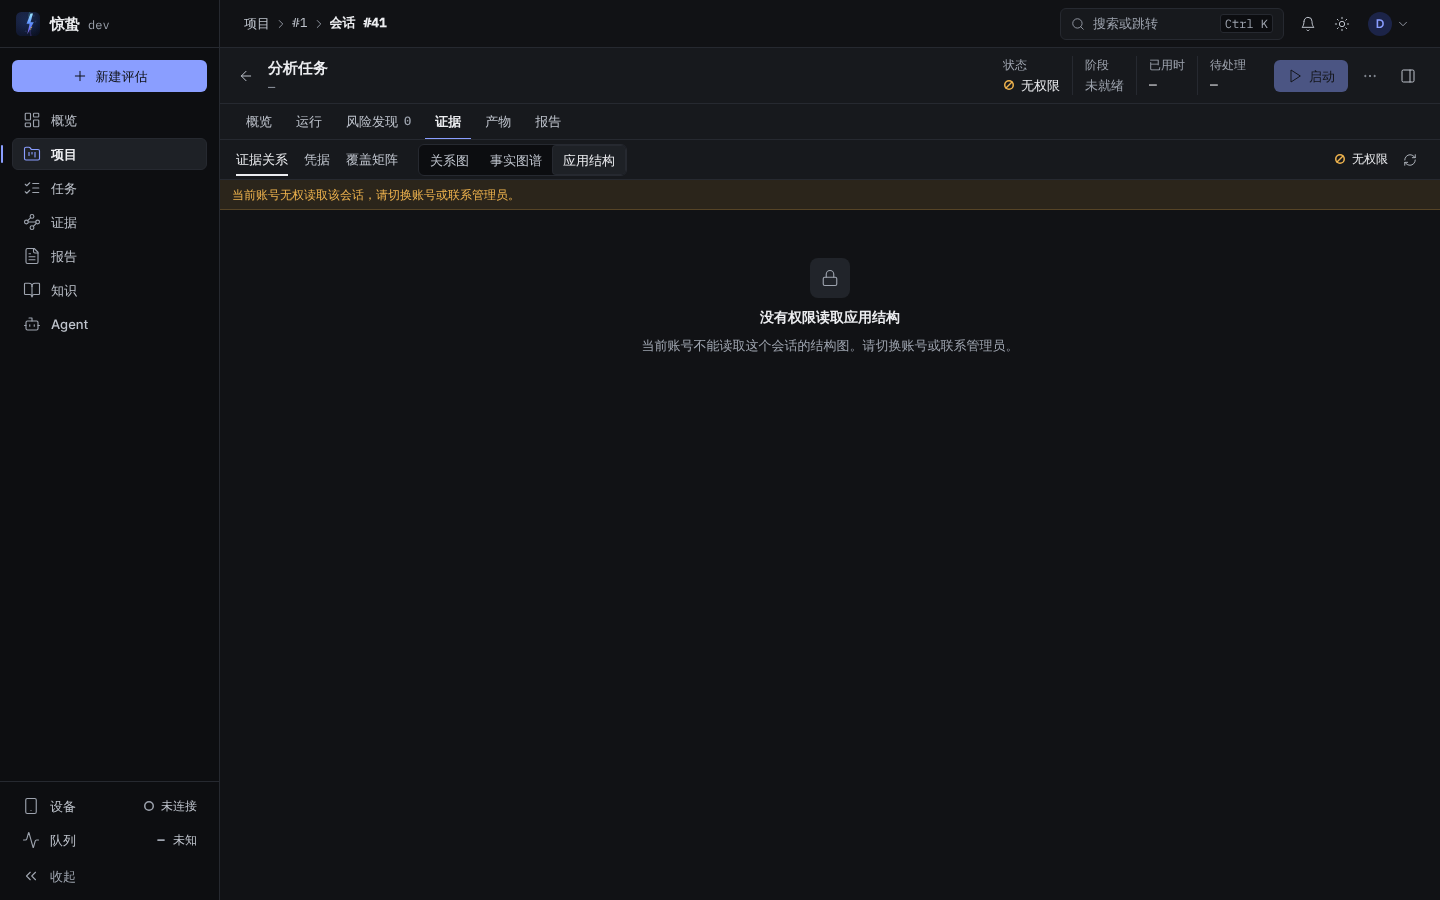 惊蛰 dev
项目 > #1 > 会话 #41
搜索或跳转 Ctrl K
D
新建评估
概览
项目
任务
证据
报告
知识
Agent
分析任务
—
状态
无权限
阶段
未就绪
已用时
—
待处理
—
启动
概览 运行 风险发现 0 证据 产物 报告
证据关系 凭据 覆盖矩阵 关系图 事实图谱 应用结构 无权限
当前账号无权读取该会话，请切换账号或联系管理员。
没有权限读取应用结构
当前账号不能读取这个会话的结构图。请切换账号或联系管理员。
设备 未连接
队列 — 未知
收起